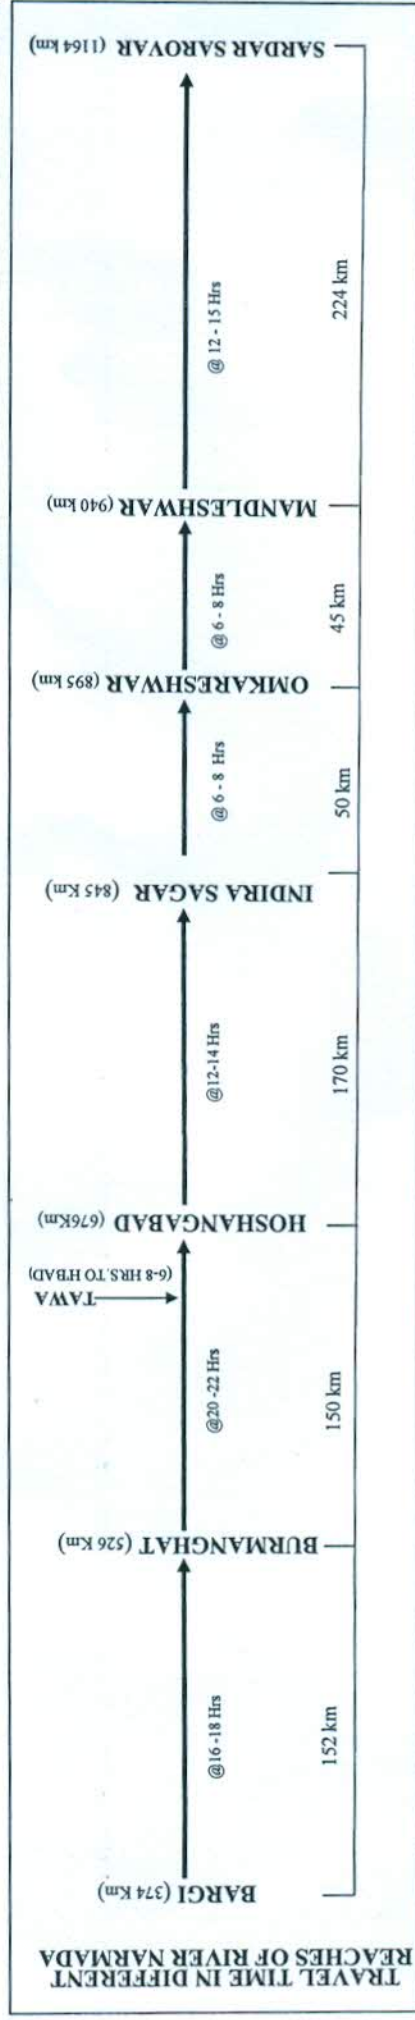 TRAVEL TIME IN DIFFERENT
REACHES OF RIVER NARMADA
BARGI (374 Km)
@16 -18 Hrs
152 km
BURMANGHAT (526 Km)
@20 -22 Hrs
150 km
TAWA
(6-8 HRS. TO H'BAD)
HOSHANGABAD (676Km)
@12-14 Hrs
170 km
INDIRA SAGAR (845 Km)
@ 6 - 8 Hrs
50 km
OMKARESHWAR (895 km)
@ 6 - 8 Hrs
45 km
MANDLESHWAR (940 km)
@ 12 - 15 Hrs
224 km
SARDAR SAROVAR (1164 km)